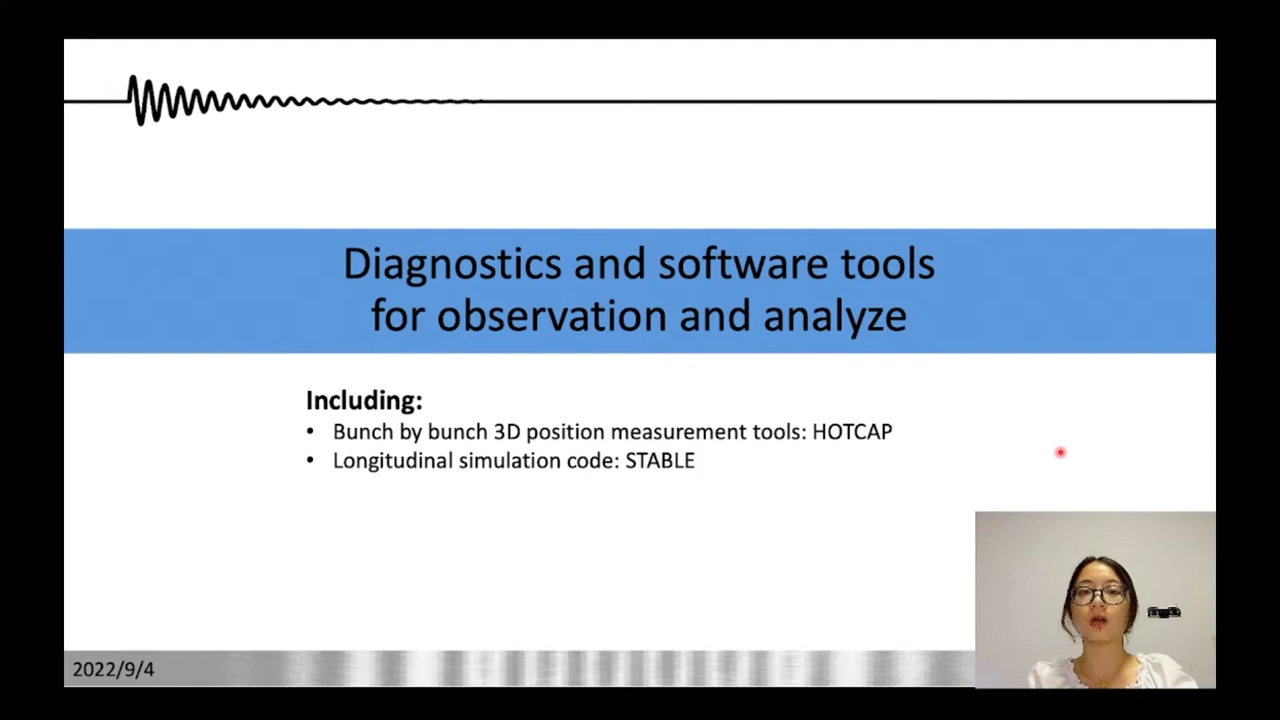 Diagnostics and software tools
for observation and analyze
Including:
• Bunch by bunch 3D position measurement tools: HOTCAP
• Longitudinal simulation code: STABLE
2022/9/4